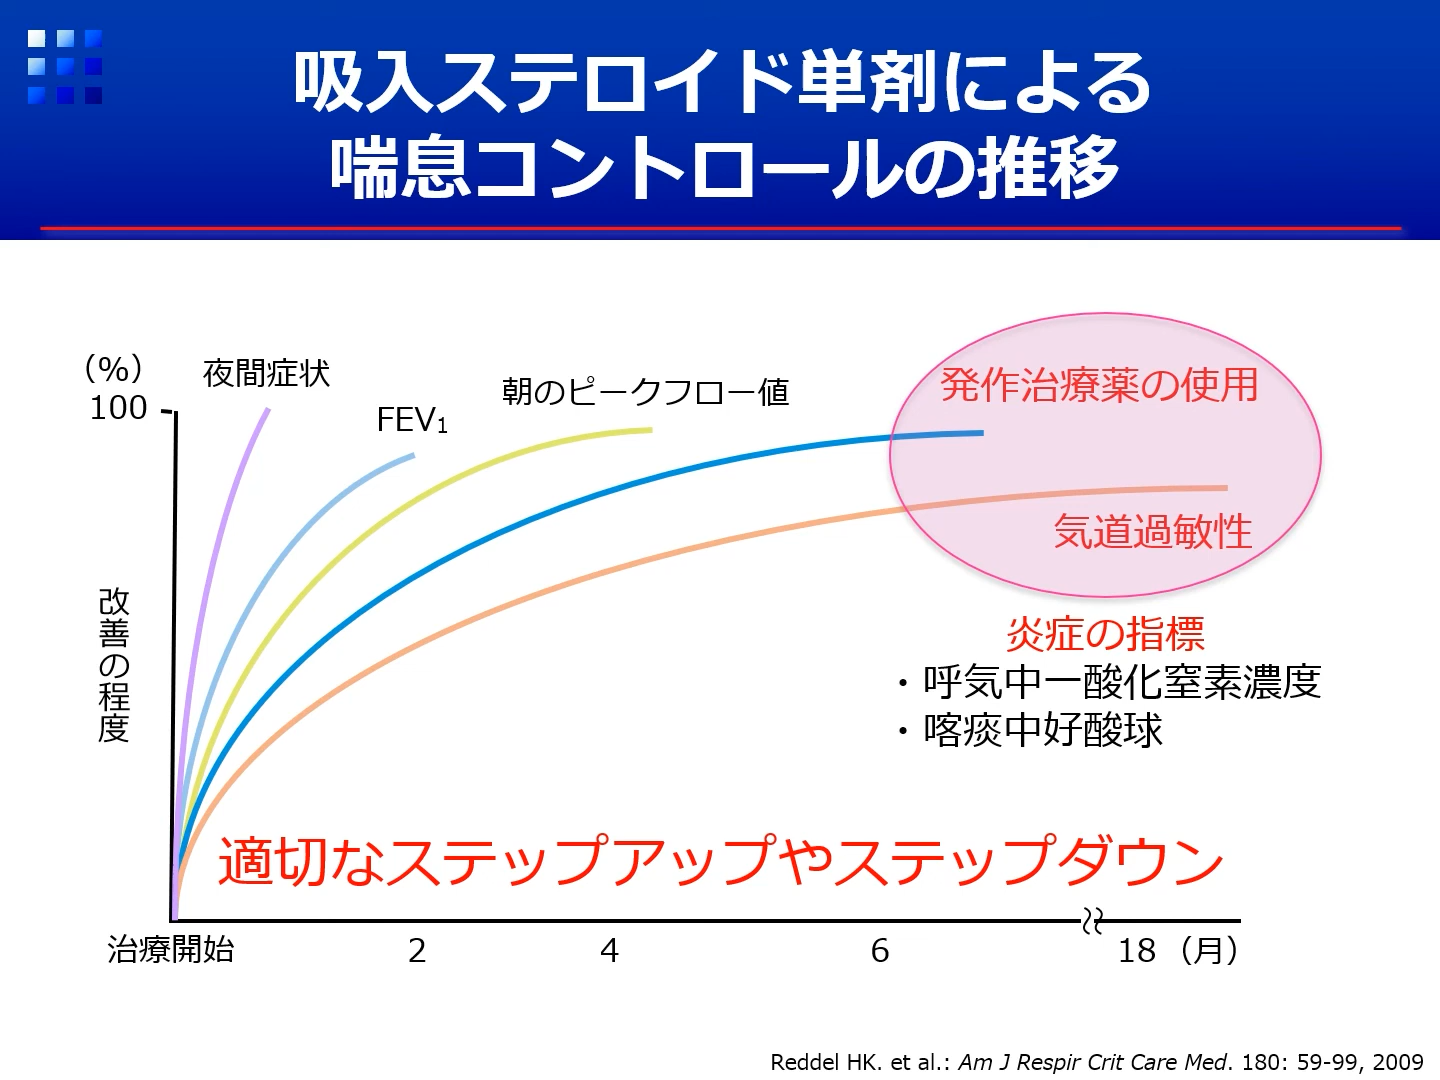 吸入ステロイド単剤による
喘息コントロールの推移
（%）
100
夜間症状
FEV₁
朝のピークフロー値
発作治療薬の使用
気道過敏性
改善の程度
炎症の指標
・呼気中一酸化窒素濃度
・喀痰中好酸球
適切なステップアップやステップダウン
治療開始 2 4 6 18（月）
Reddel HK. et al.: Am J Respir Crit Care Med. 180: 59-99, 2009